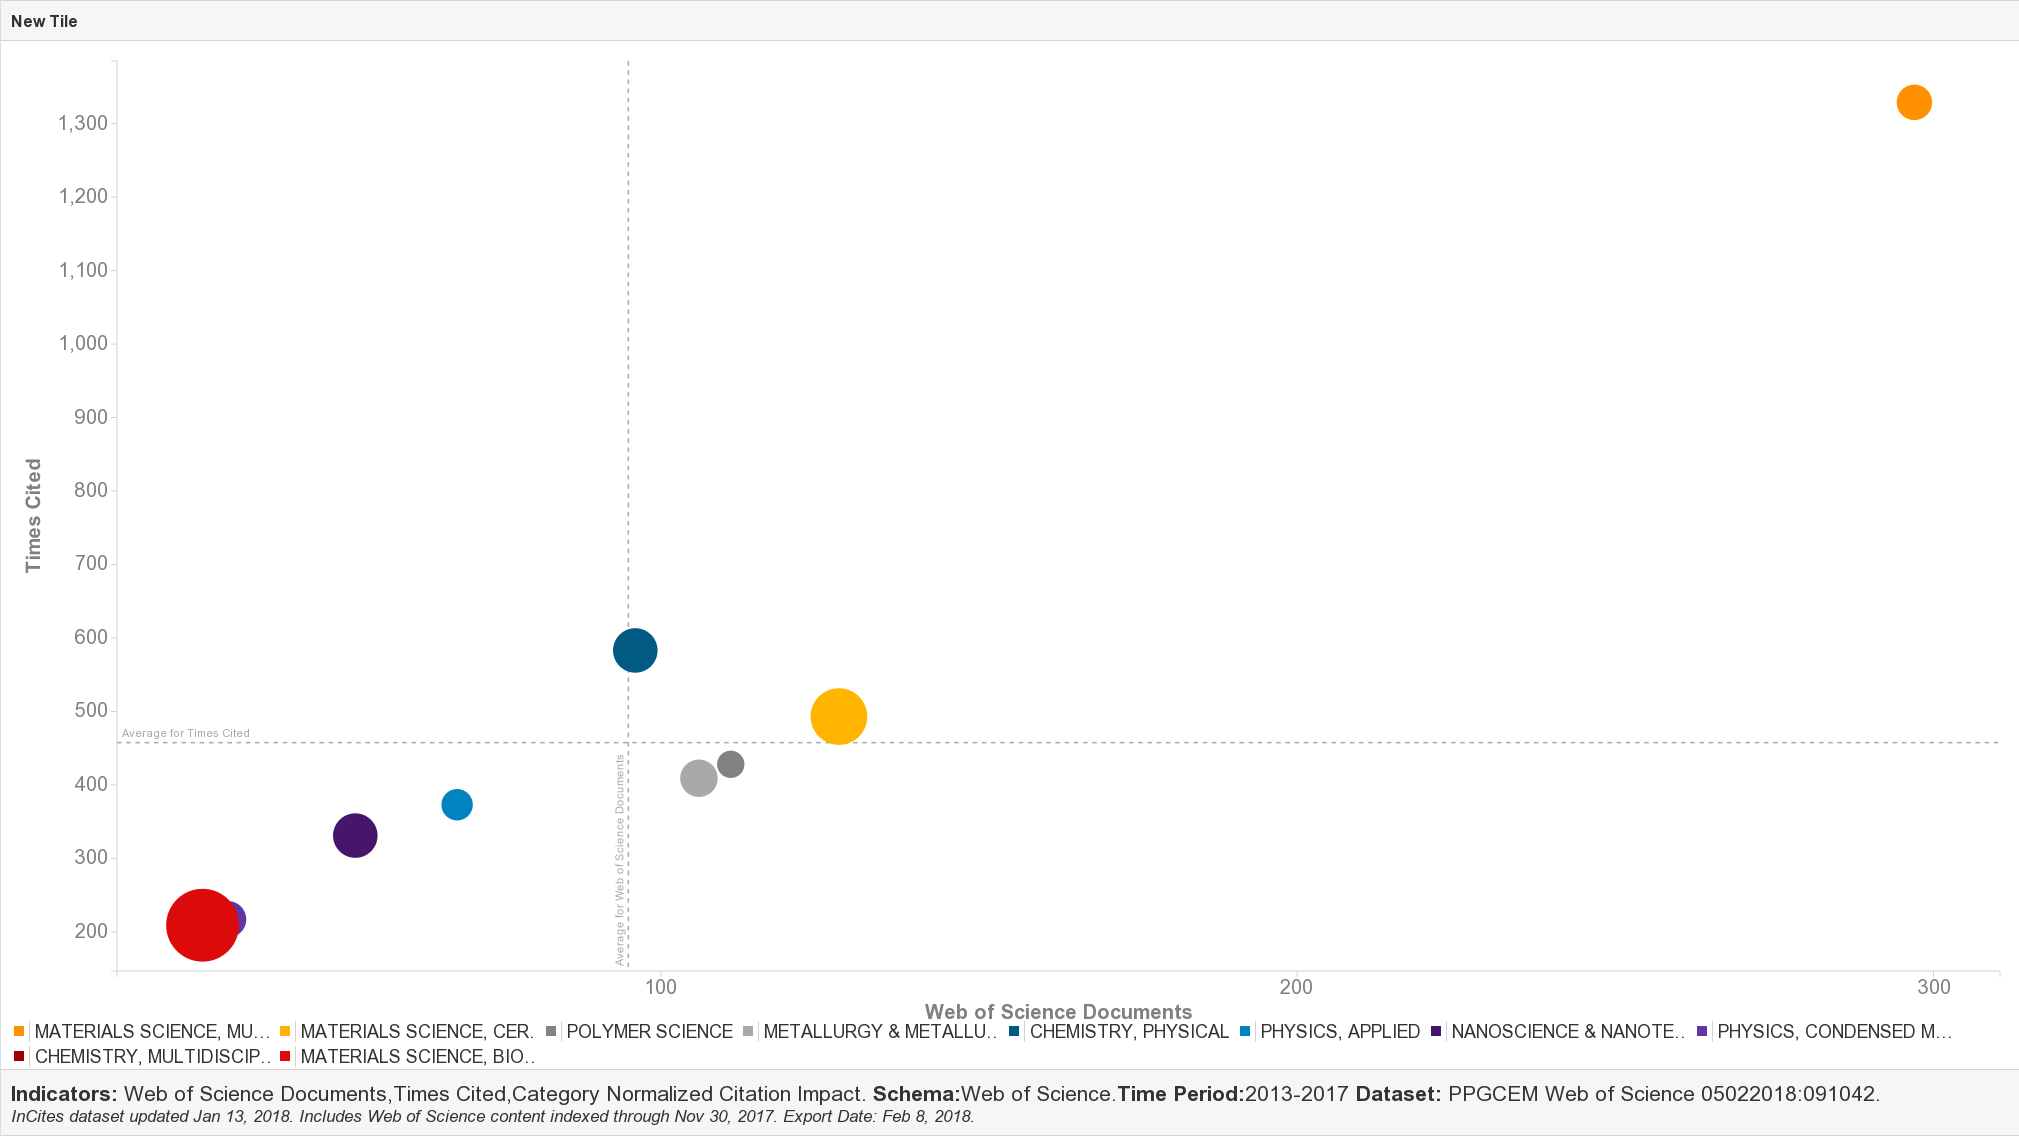 New Tile
1,300
1,200
1,100
1,000
900
800
700
600
500
400
300
200
Times Cited
Average for Times Cited
Average for Web of Science Documents
100
200
300
Web of Science Documents
MATERIALS SCIENCE, MU... MATERIALS SCIENCE, CER. POLYMER SCIENCE METALLURGY & METALLU.. CHEMISTRY, PHYSICAL PHYSICS, APPLIED NANOSCIENCE & NANOTE.. PHYSICS, CONDENSED M...
CHEMISTRY, MULTIDISCIP.. MATERIALS SCIENCE, BIO..
Indicators: Web of Science Documents,Times Cited,Category Normalized Citation Impact. Schema:Web of Science.Time Period:2013-2017 Dataset: PPGCEM Web of Science 05022018:091042.
InCites dataset updated Jan 13, 2018. Includes Web of Science content indexed through Nov 30, 2017. Export Date: Feb 8, 2018.